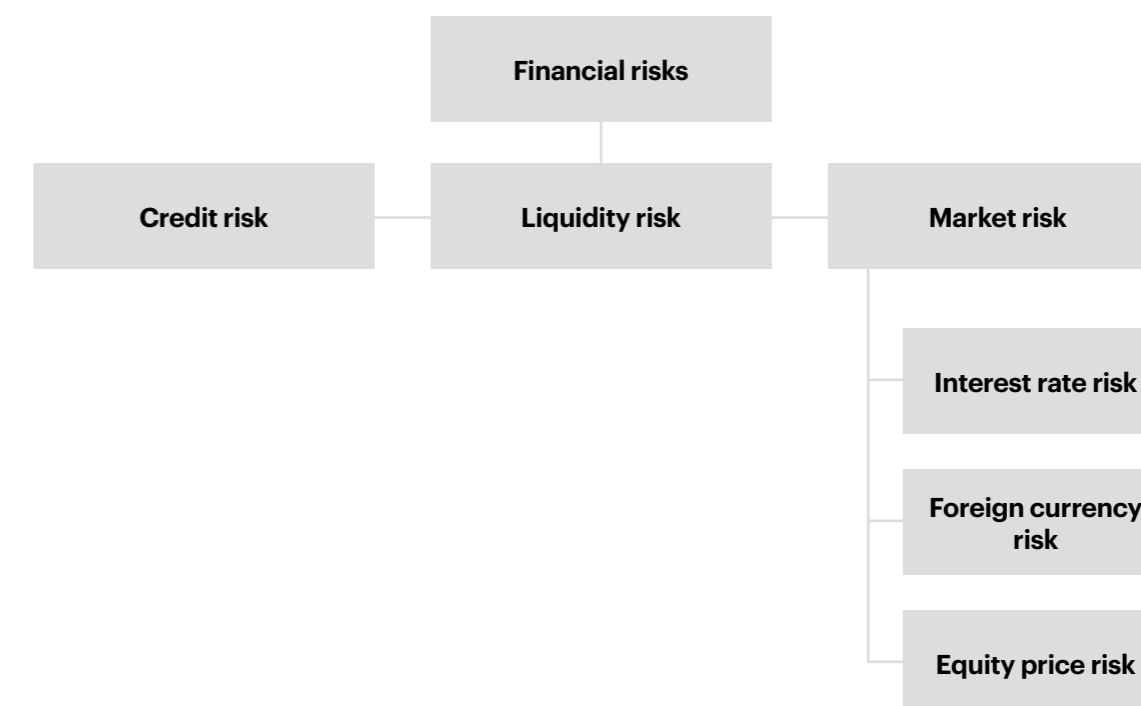 Financial risks
Credit risk
Liquidity risk
Market risk
Interest rate risk
Foreign currency
risk
Equity price risk